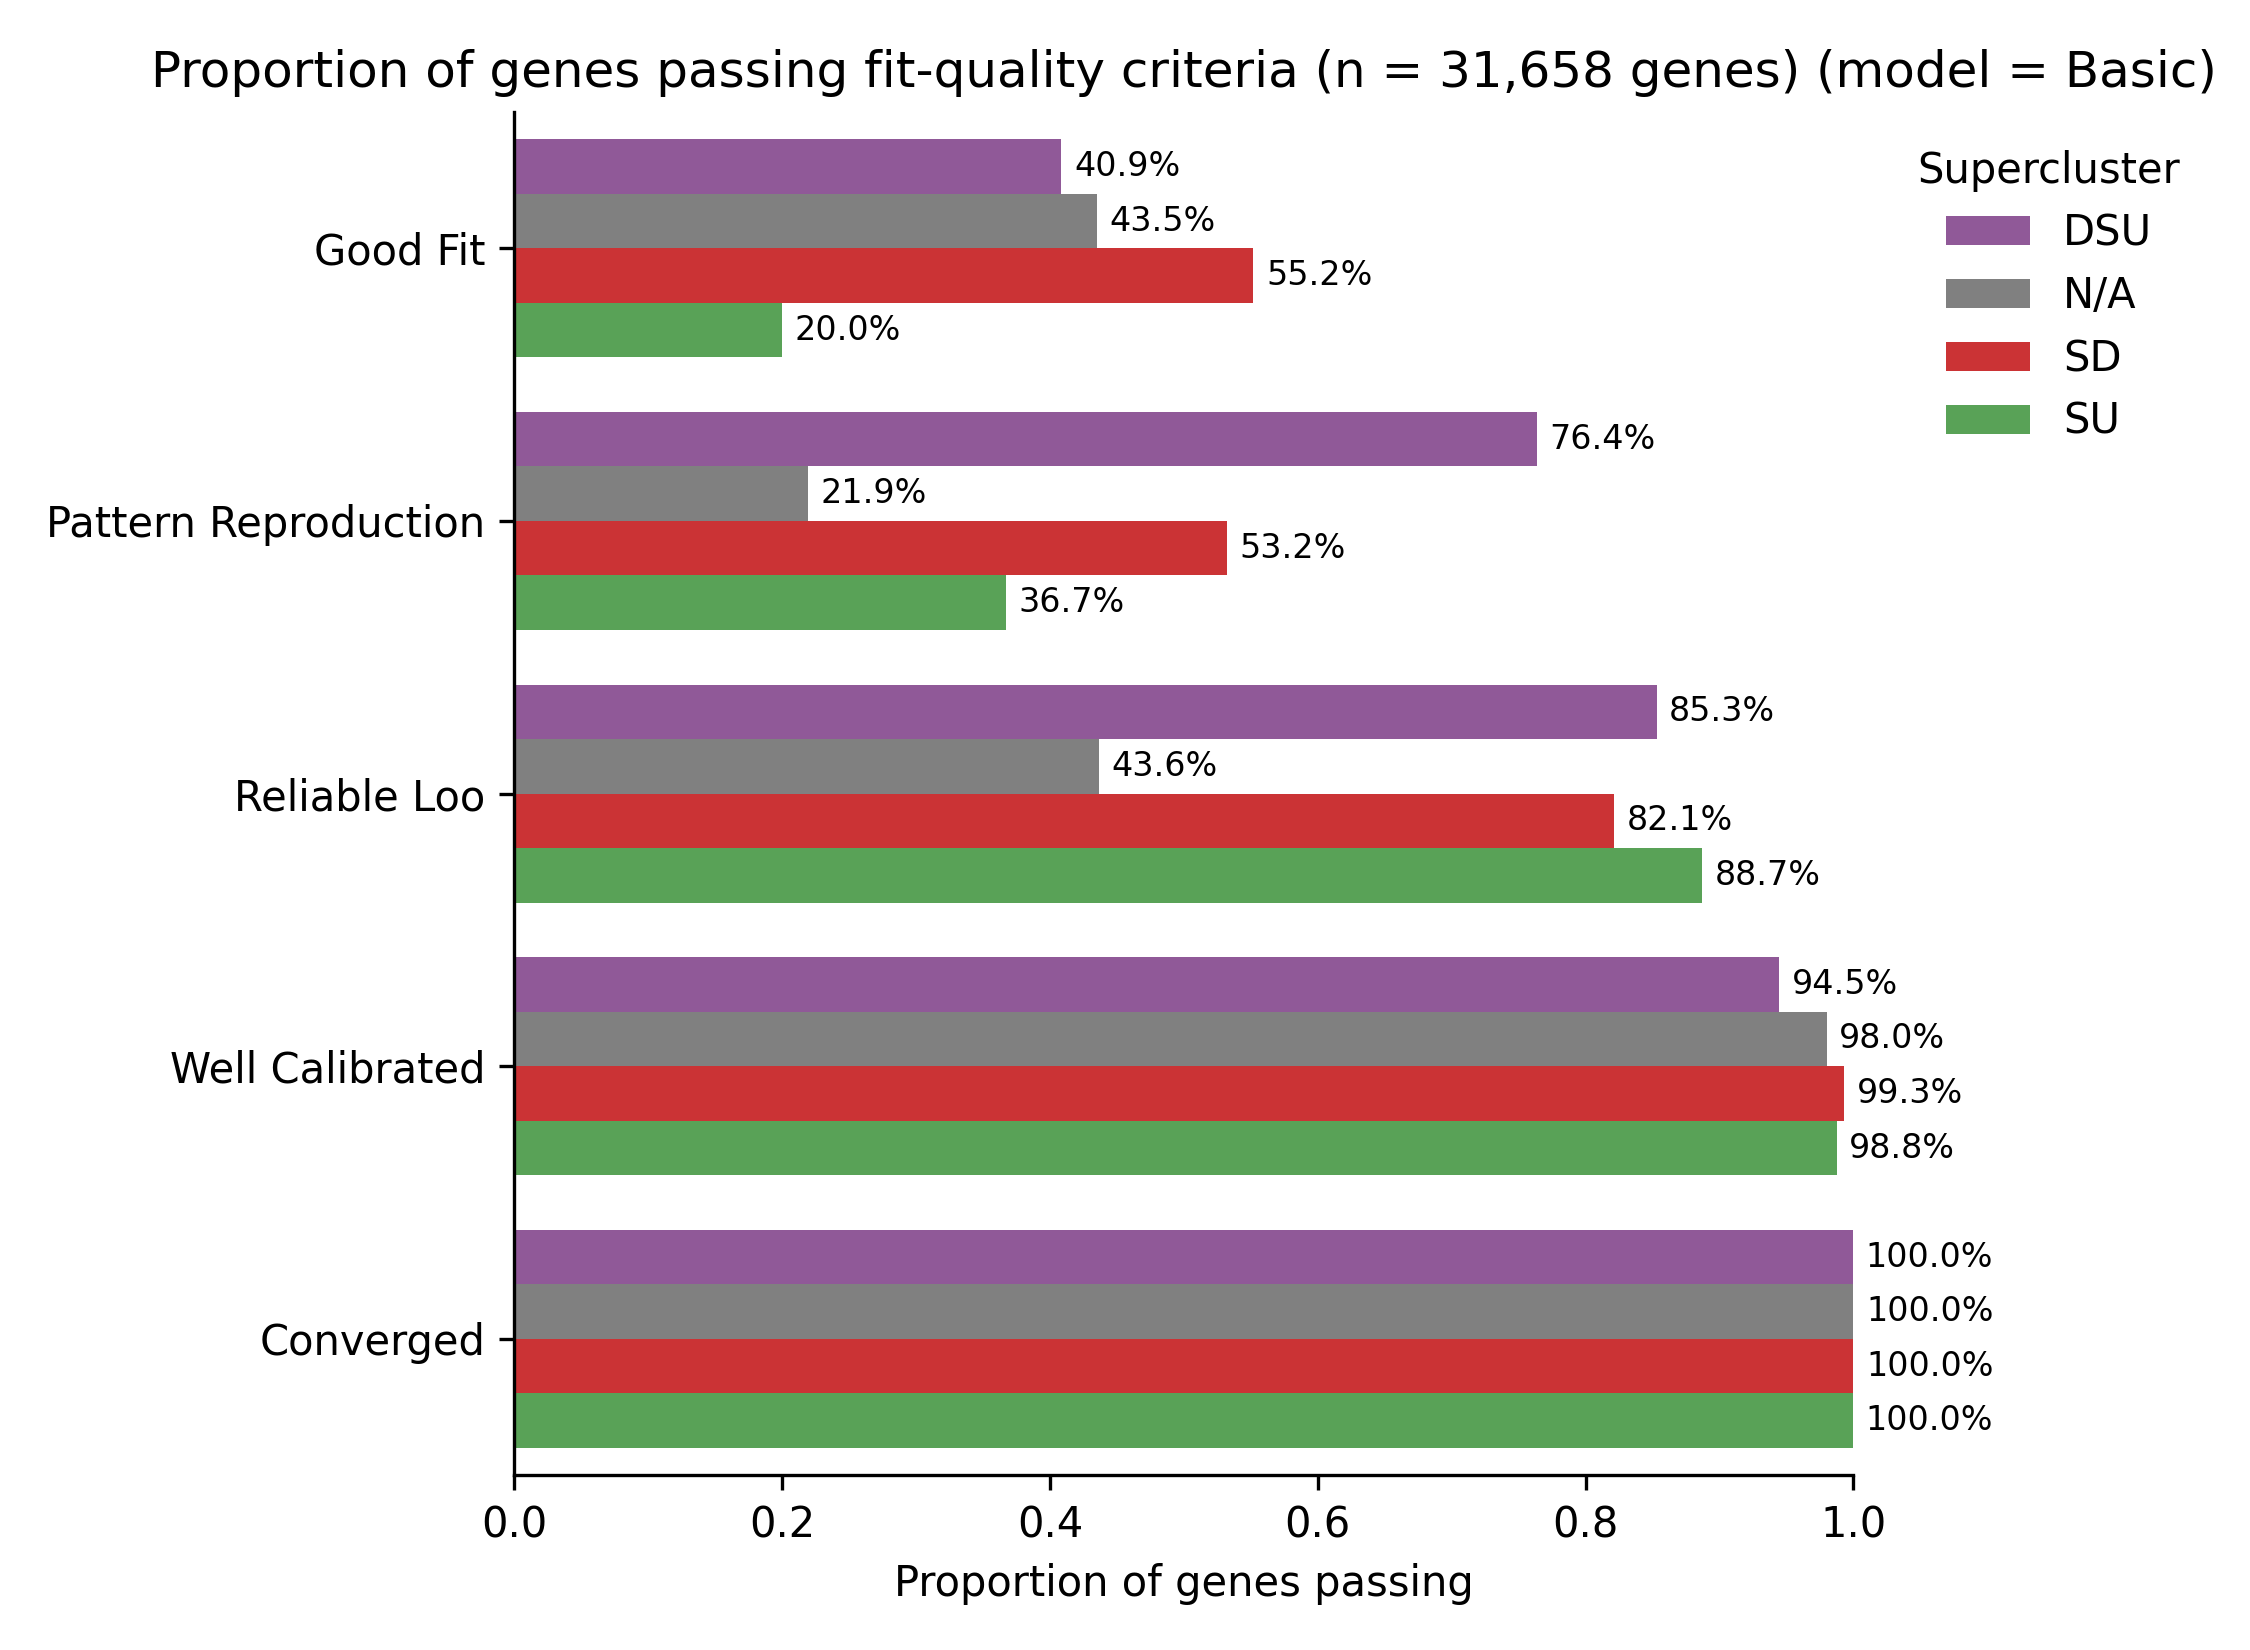 Proportion of genes passing fit-quality criteria (n = 31,658 genes) (model = Basic)
Supercluster
DSU
N/A
SD
SU
Good Fit
40.9%
43.5%
55.2%
20.0%
Pattern Reproduction
76.4%
21.9%
53.2%
36.7%
Reliable Loo
85.3%
43.6%
82.1%
88.7%
Well Calibrated
94.5%
98.0%
99.3%
98.8%
Converged
100.0%
100.0%
100.0%
100.0%
0.0 0.2 0.4 0.6 0.8 1.0
Proportion of genes passing